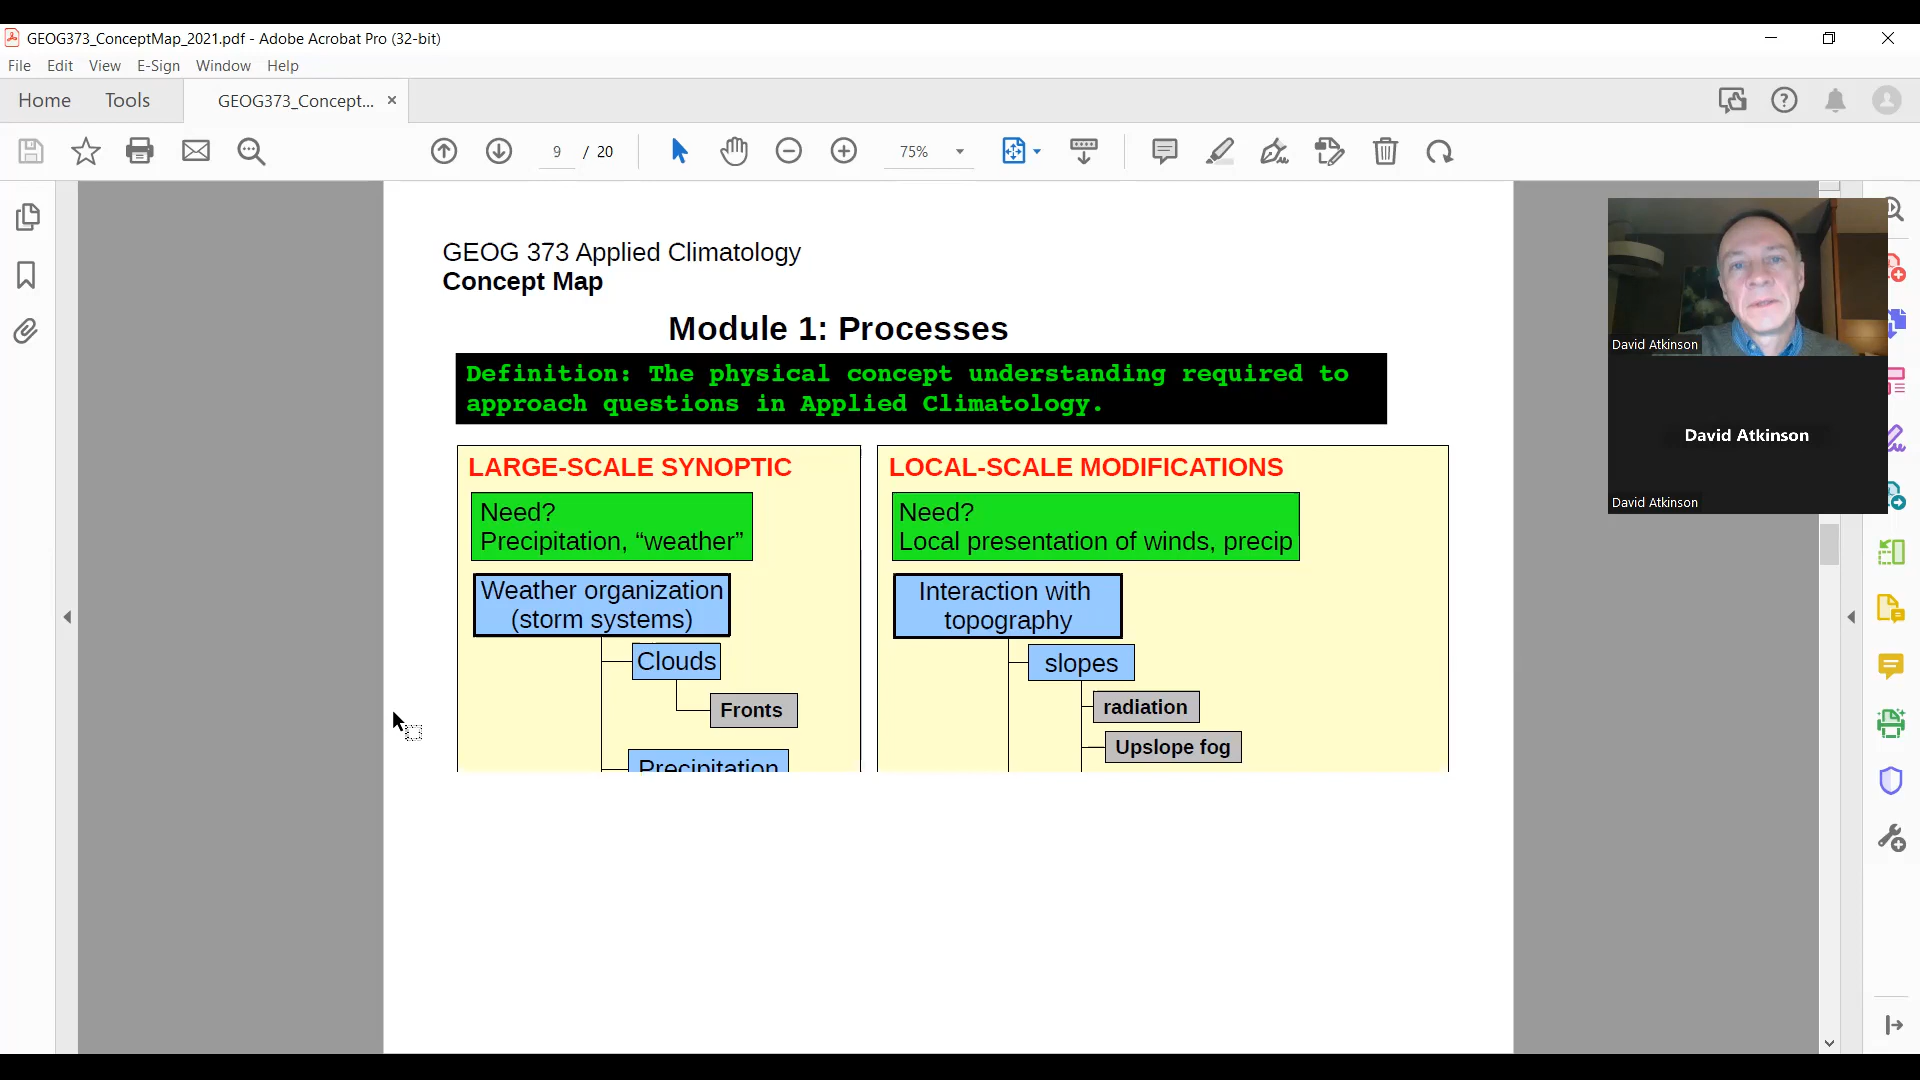 GEOG373_ConceptMap_2021.pdf - Adobe Acrobat Pro (32-bit)
File Edit View E-Sign Window Help
Home Tools GEOG373_Concept... ×
9 / 20 75%
GEOG 373 Applied Climatology
Concept Map
Module 1: Processes
Definition: The physical concept understanding required to
approach questions in Applied Climatology.
LARGE-SCALE SYNOPTIC
Need?
Precipitation, “weather”
Weather organization
(storm systems)
Clouds
Fronts
Precipitation
LOCAL-SCALE MODIFICATIONS
Need?
Local presentation of winds, precip
Interaction with
topography
slopes
radiation
Upslope fog
David Atkinson
David Atkinson
David Atkinson